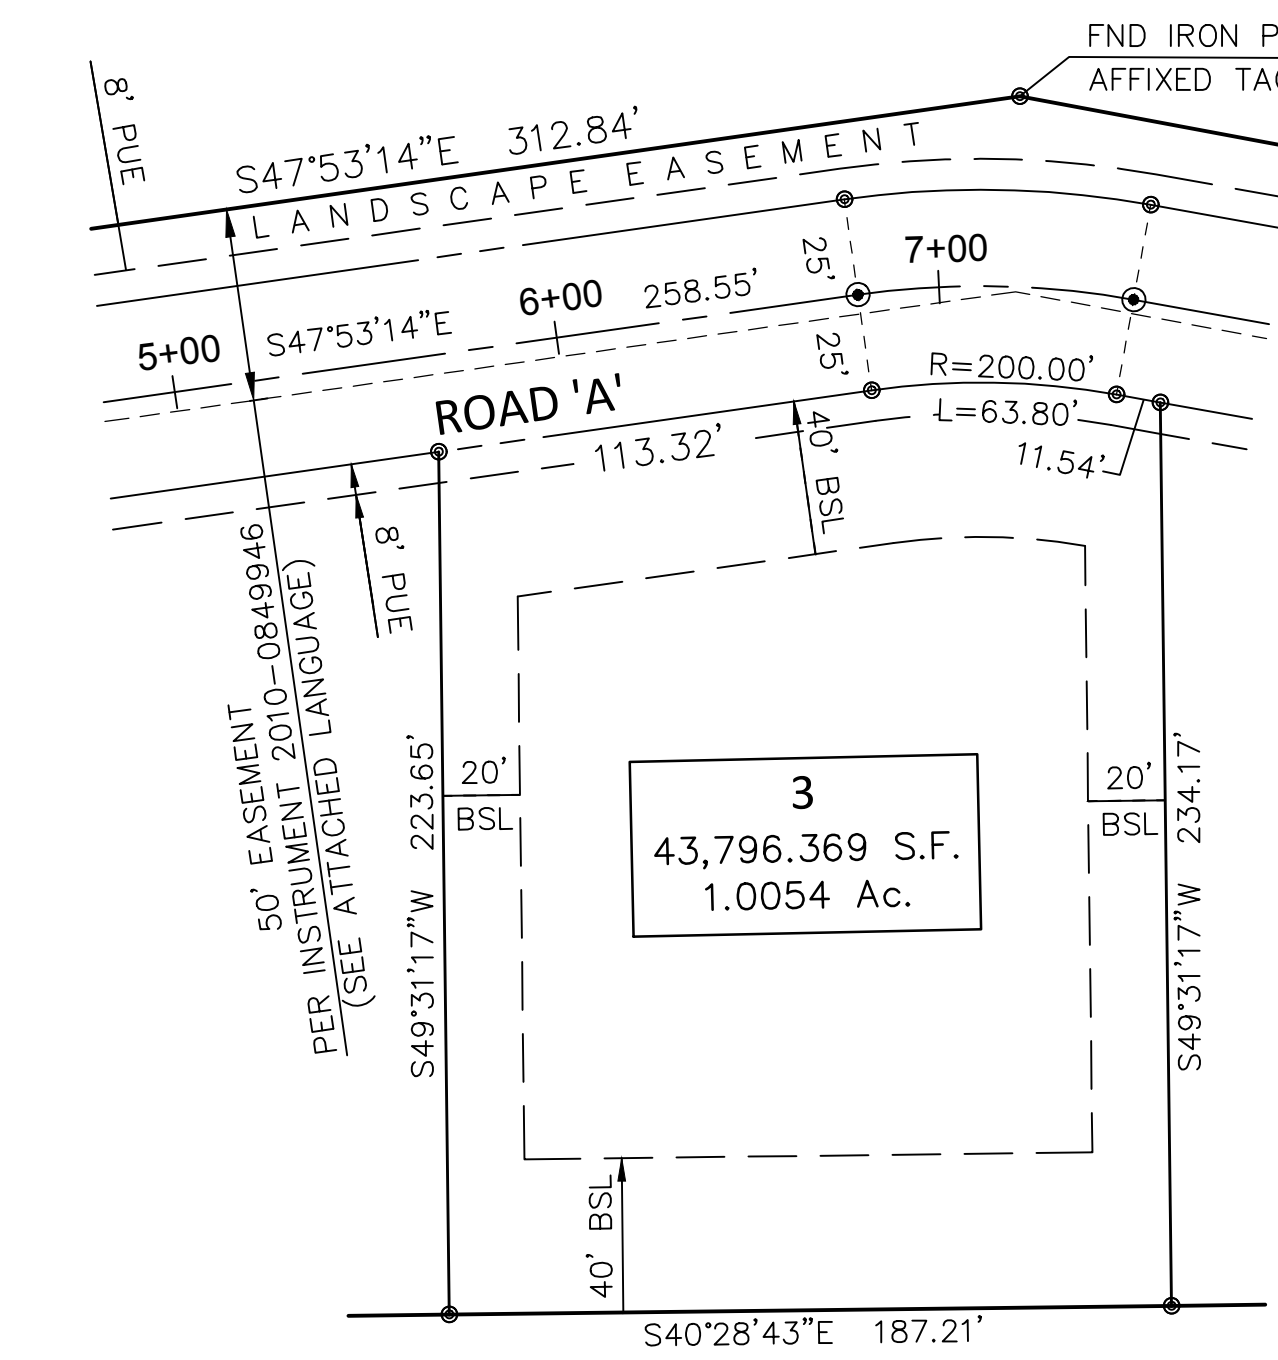 FND IRON P
AFFIXED TAG
8' PUE
S47°53'14"E 312.84'
LANDSCAPE EASEMENT
25'
7+00
6+00
258.55'
S47°53'14"E
5+00
25'
R=200.00'
ROAD 'A'
L=63.80'
113.32'
40' BSL
11.54'
8' PUE
50' EASEMENT
PER INSTRUMENT 2010-0849946
(SEE ATTACHED LANGUAGE)
S49°31'17"W 223.65'
20'
BSL
3
43,796.369 S.F.
1.0054 Ac.
20'
BSL
S49°31'17"W 234.17'
40' BSL
S40°28'43"E 187.21'